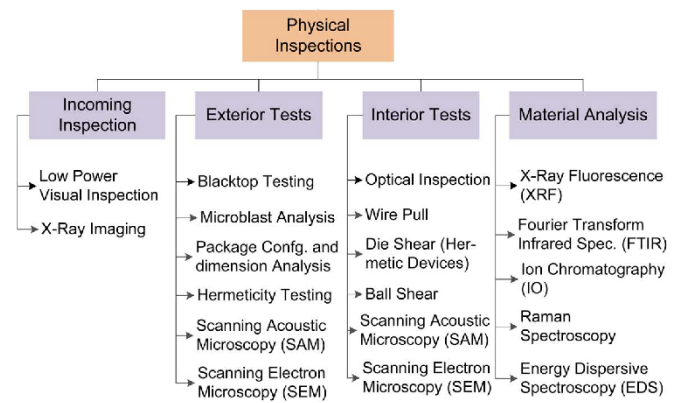 Physical
Inspections
Incoming
Inspection
Exterior Tests
Interior Tests
Material Analysis
Low Power
Visual Inspection
X-Ray Imaging
Blacktop Testing
Microblast Analysis
Package Confg. and
dimension Analysis
Hermeticity Testing
Scanning Acoustic
Microscopy (SAM)
Scanning Electron
Microscopy (SEM)
Optical Inspection
Wire Pull
Die Shear (Her-
metic Devices)
Ball Shear
Scanning Acoustic
Microscopy (SAM)
Scanning Electron
Microscopy (SEM)
X-Ray Fluorescence
(XRF)
Fourier Transform
Infrared Spec. (FTIR)
Ion Chromatography
(IO)
Raman
Spectroscopy
Energy Dispersive
Spectroscopy (EDS)